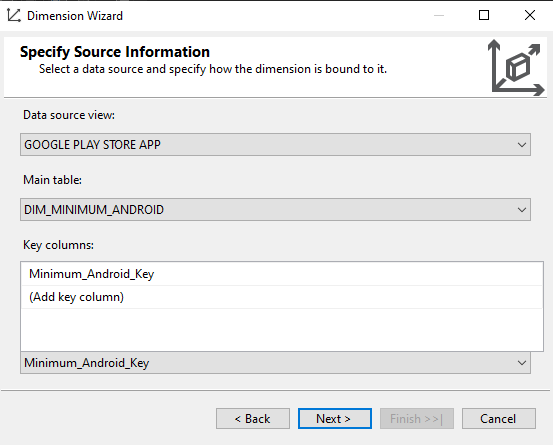 Dimension Wizard
Specify Source Information
Select a data source and specify how the dimension is bound to it.
Data source view:
GOOGLE PLAY STORE APP
Main table:
DIM_MINIMUM_ANDROID
Key columns:
Minimum_Android_Key
(Add key column)
Minimum_Android_Key
< Back
Next >
Finish >>|
Cancel